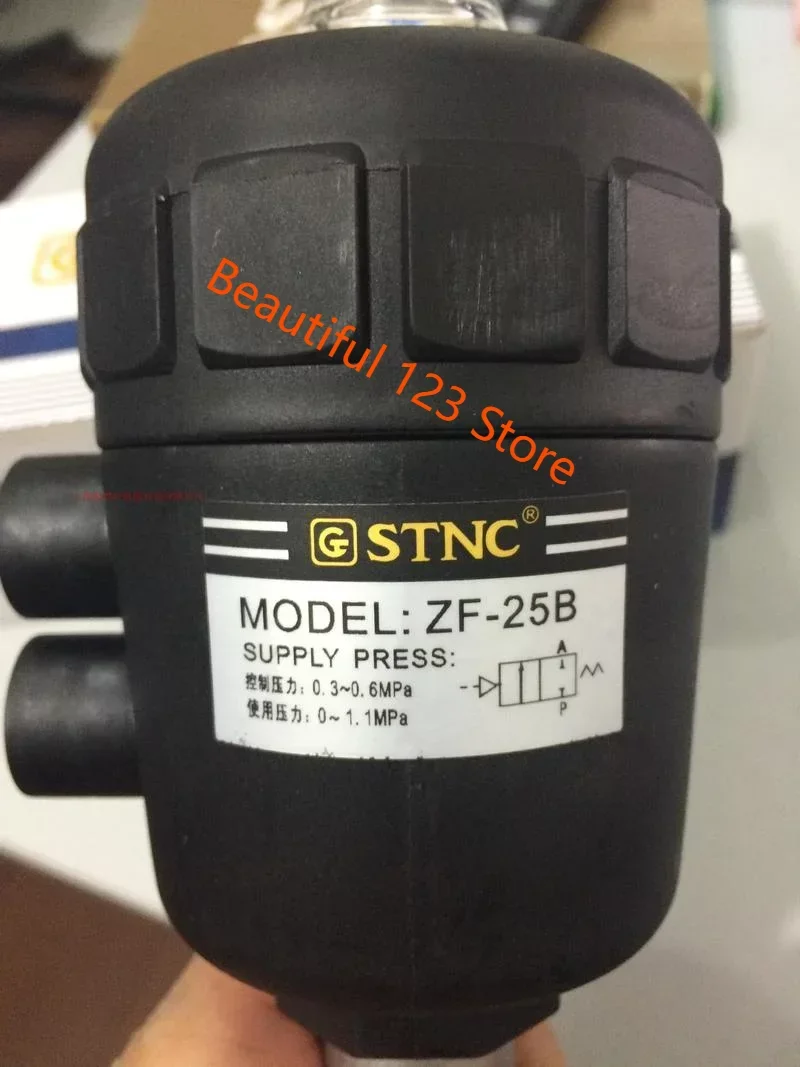 Beautiful 123 Store
G STNC®
MODEL: ZF-25B
SUPPLY PRESS:
控制压力: 0.3~0.6MPa
使用压力: 0~1.1MPa
A
P